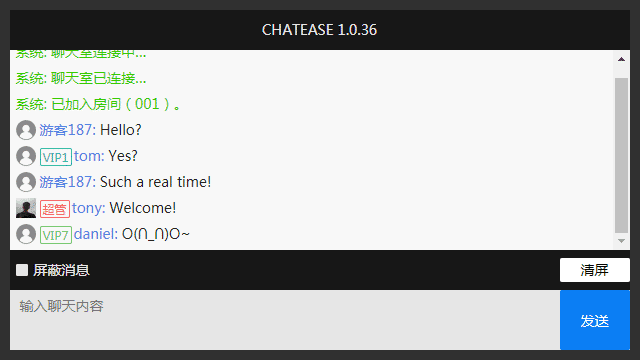 CHATEASE 1.0.36
系统: 聊天室连接中...
系统: 聊天室已连接...
系统: 已加入房间（001）。
游客187: Hello?
VIP1 tom: Yes?
游客187: Such a real time!
超管 tony: Welcome!
VIP7 daniel: O(∩_∩)O~
屏蔽消息
清屏
输入聊天内容
发送